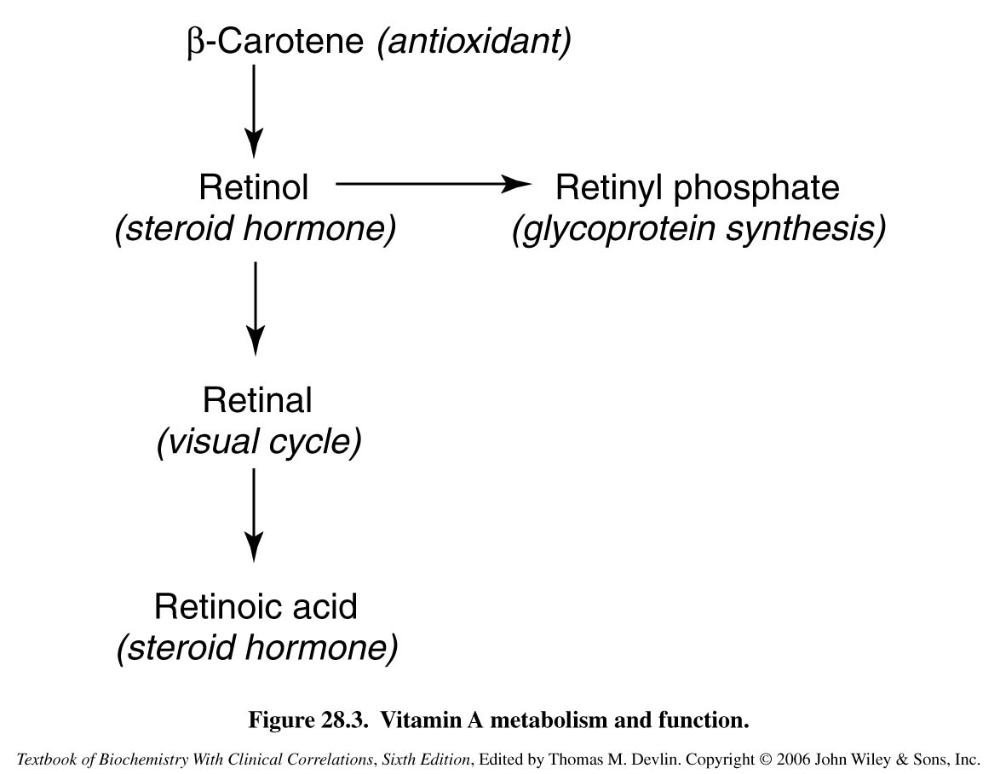 β-Carotene (antioxidant)
Retinol
(steroid hormone)
Retinyl phosphate
(glycoprotein synthesis)
Retinal
(visual cycle)
Retinoic acid
(steroid hormone)
Figure 28.3. Vitamin A metabolism and function.
Textbook of Biochemistry With Clinical Correlations, Sixth Edition, Edited by Thomas M. Devlin. Copyright © 2006 John Wiley & Sons, Inc.